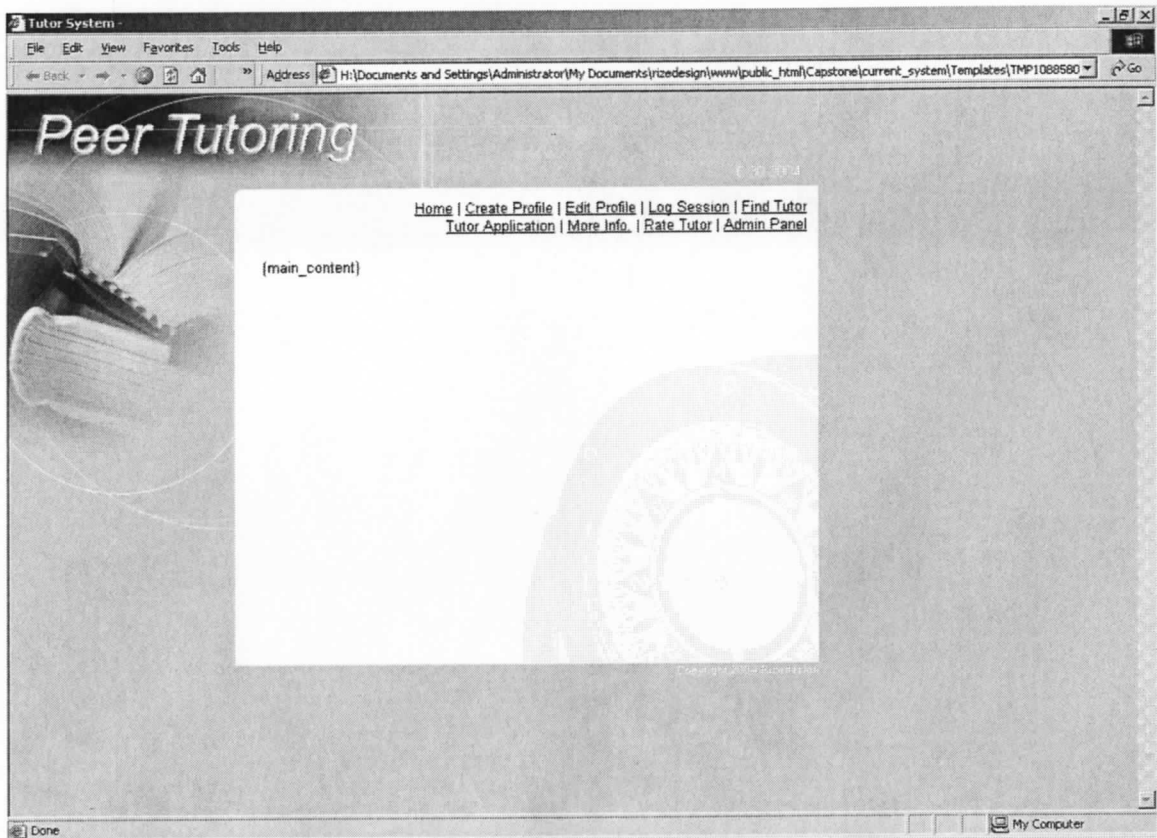 Tutor System -
File Edit View Favorites Tools Help
Back » Address H:\Documents and Settings\Administrator\My Documents\rizedesign\www\public_html\Capstone\current_system\Templates\TMP1088580 Go
Peer Tutoring
Home | Create Profile | Edit Profile | Log Session | Find Tutor
Tutor Application | More Info. | Rate Tutor | Admin Panel
{main_content}
Copyright 2004
Done My Computer